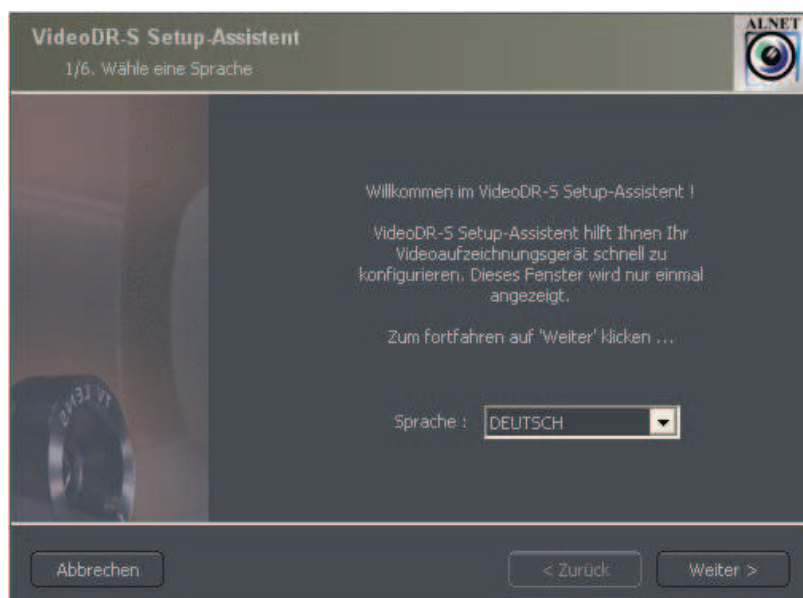 VideoDR-S Setup-Assistent
1/6. Wähle eine Sprache
ALNET
Willkommen im VideoDR-S Setup-Assistent !
VideoDR-S Setup-Assistent hilft Ihnen Ihr
Videoaufzeichnungsgerät schnell zu
konfigurieren. Dieses Fenster wird nur einmal
angezeigt.
Zum fortfahren auf 'Weiter' klicken ...
Sprache :
DEUTSCH
TV LENS
Abbrechen
< Zurück
Weiter >